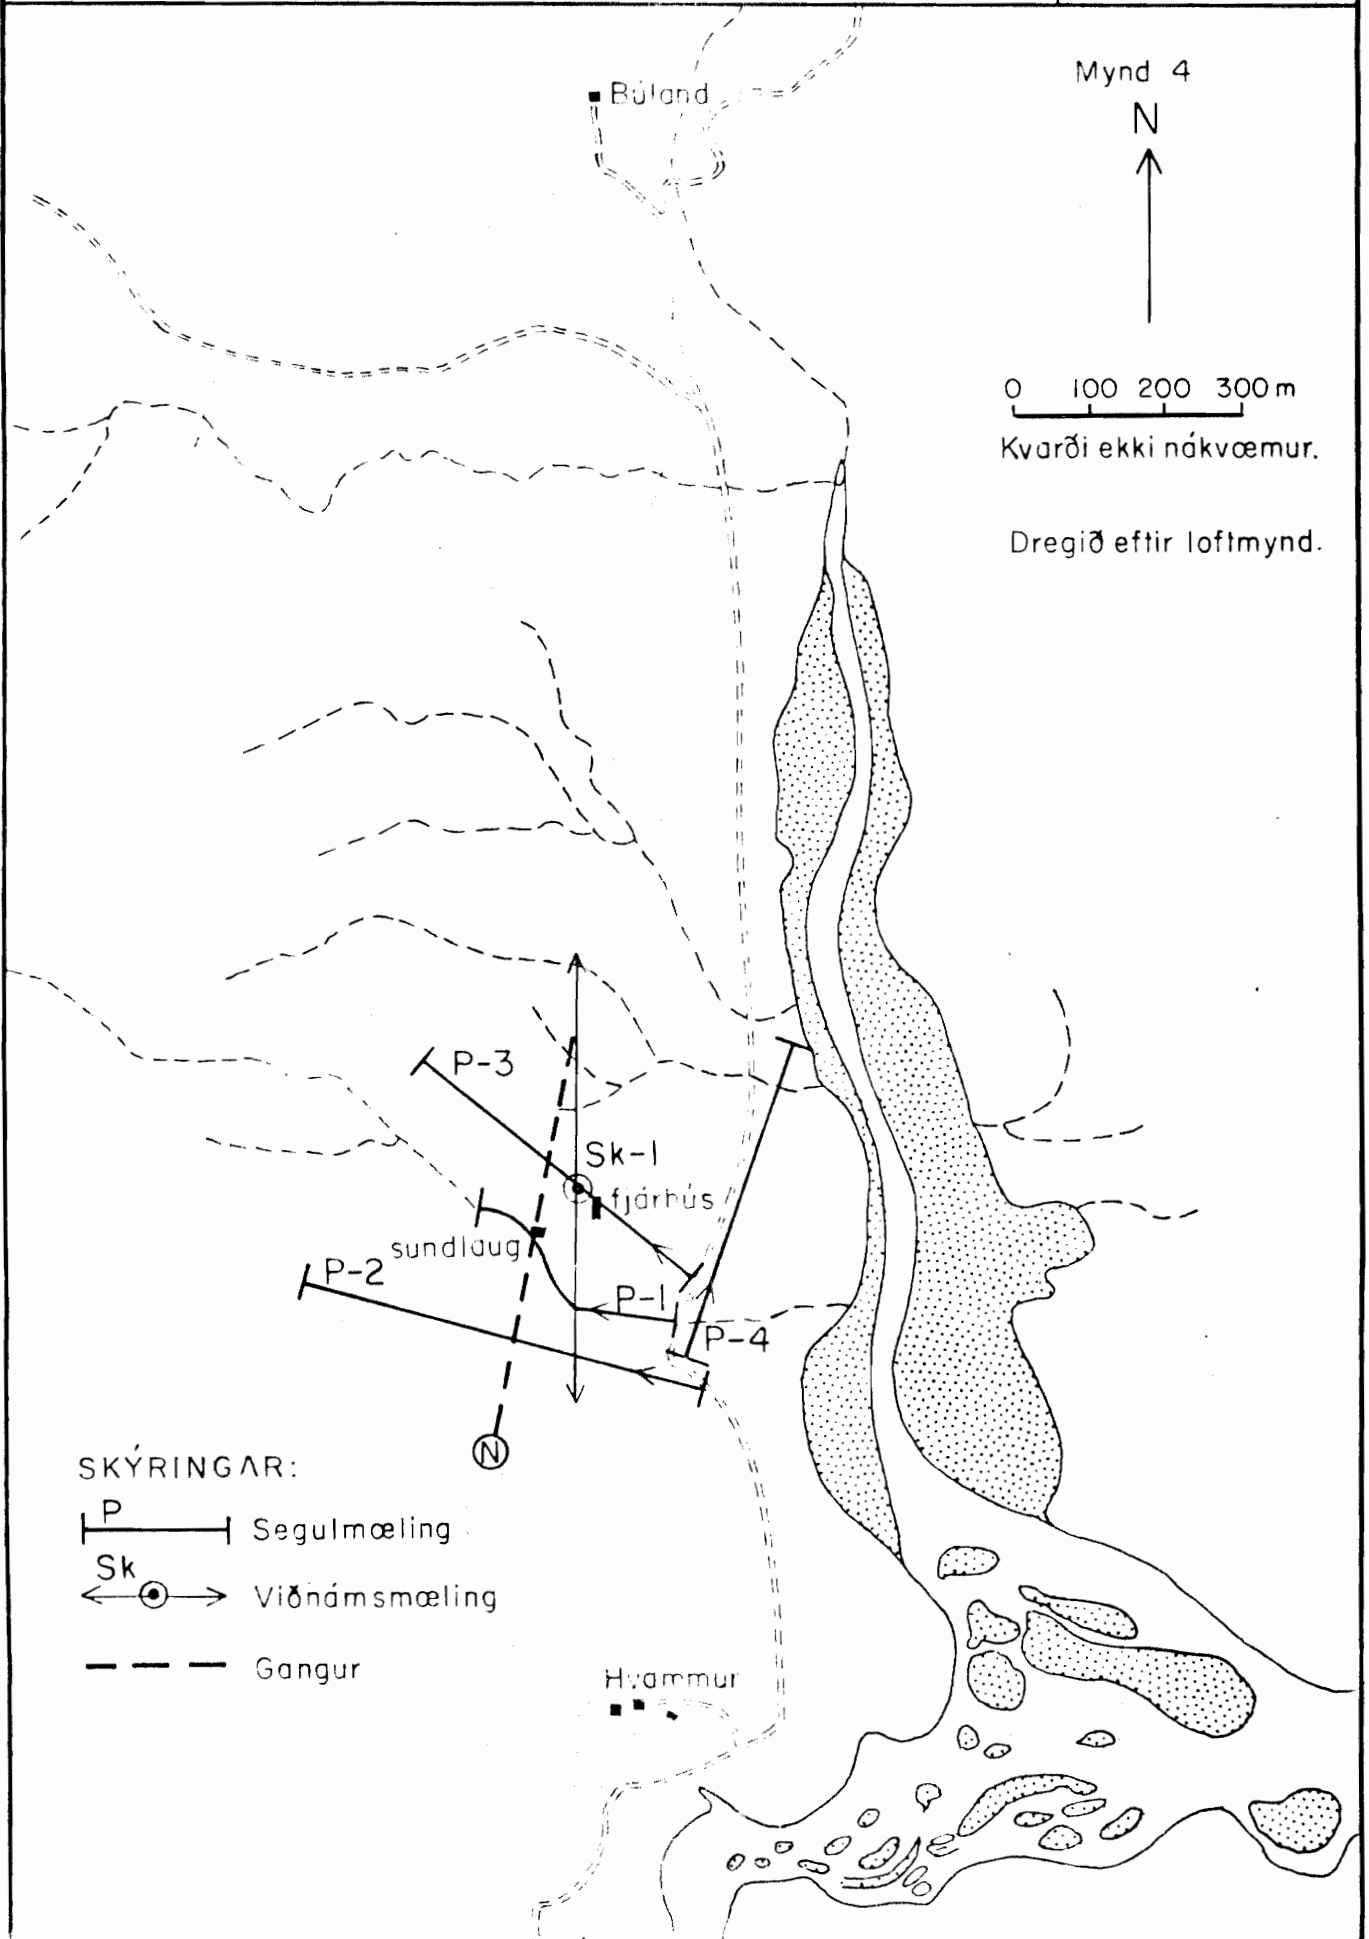 Mynd 4
N
Búland
0 100 200 300 m
Kvarði ekki nákvæmur.
Dregið eftir loftmynd.
P-3
Sk-1
fjárhús
sundlaug
P-2
P-1
P-4
N
SKÝRINGAR:
P
Segulmæling
Sk
Viðnámsmæling
Gangur
Hvammur